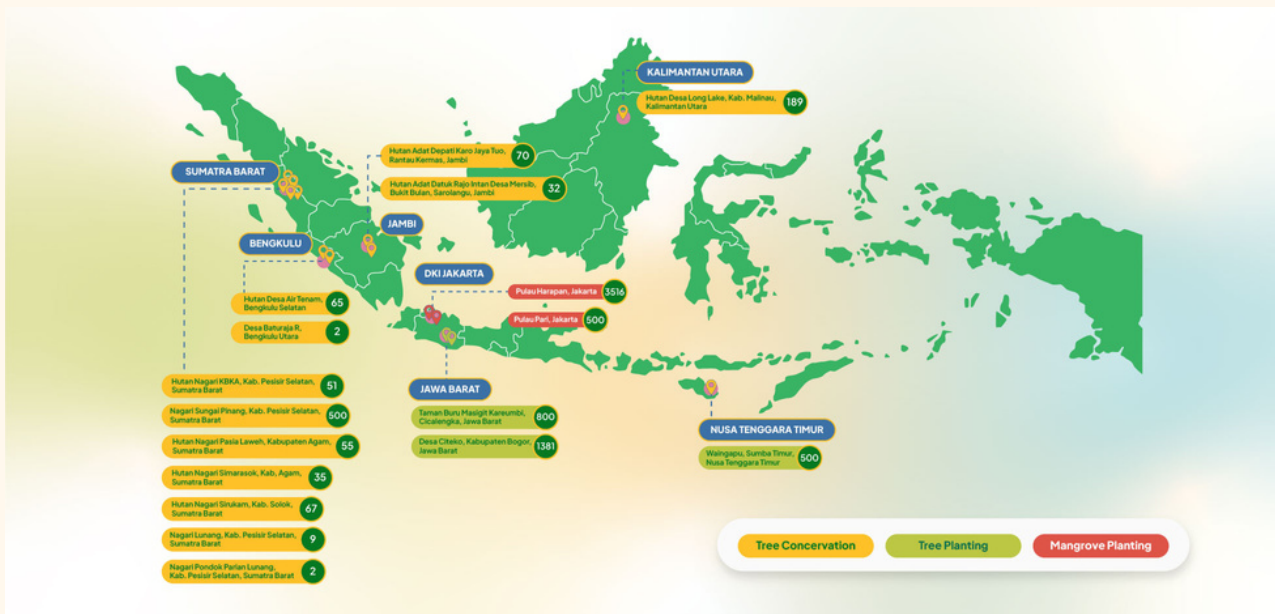 KALIMANTAN UTARA
Hutan Desa Long Lake, Kab. Malinau,
Kalimantan Utara
189
Hutan Adat Depati Karo Jaya Tuo,
Rantau Kermas, Jambi
70
Hutan Adat Datuk Rajo Intan Desa Mersib,
Bukit Bulan, Sarolangu, Jambi
32
SUMATRA BARAT
JAMBI
BENGKULU
Hutan Desa Air Tenam,
Bengkulu Selatan
65
Desa Baturaja R,
Bengkulu Utara
2
DKI JAKARTA
Pulau Harapan, Jakarta
3516
Pulau Pari, Jakarta
500
Hutan Nagari KBKA, Kab. Pesisir Selatan,
Sumatra Barat
51
Nagari Sungai Pinang, Kab. Pesisir Selatan,
Sumatra Barat
500
Hutan Nagari Pasia Laweh, Kabupaten Agam,
Sumatra Barat
55
Hutan Nagari Simarasok, Kab, Agam,
Sumatra Barat
35
Hutan Nagari Sirukam, Kab. Solok,
Sumatra Barat
67
Nagari Lunang, Kab. Pesisir Selatan,
Sumatra Barat
9
Nagari Pondok Parian Lunang,
Kab. Pesisir Selatan, Sumatra Barat
2
JAWA BARAT
Taman Buru Masigit Kareumbi,
Cicalengka, Jawa Barat
800
Desa Citeko, Kabupaten Bogor,
Jawa Barat
1381
NUSA TENGGARA TIMUR
Waingapu, Sumba Timur,
Nusa Tenggara Timur
500
Tree Concervation
Tree Planting
Mangrove Planting